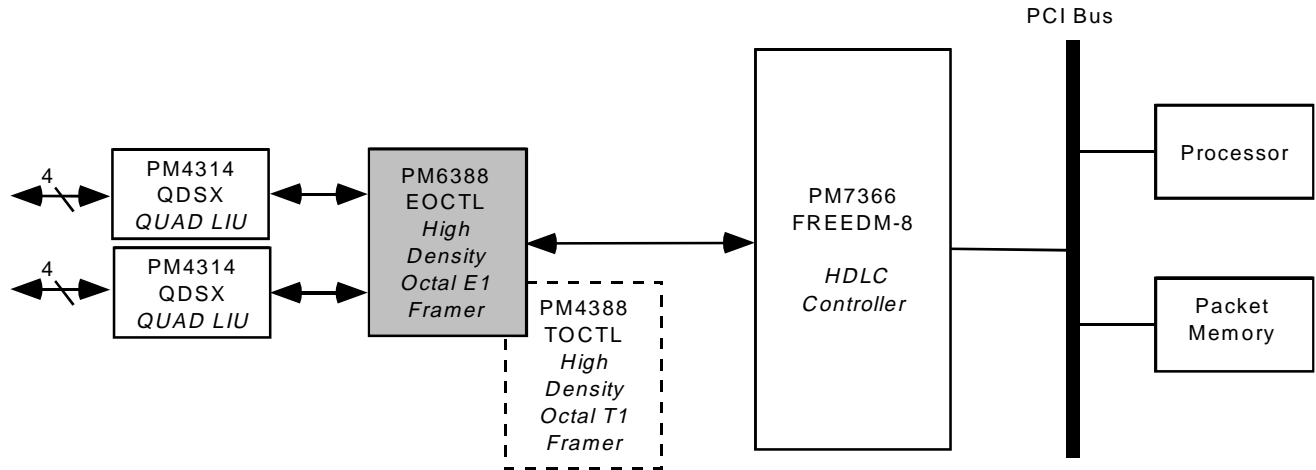 PCI Bus
4
PM4314
QDSX
QUAD LIU
4
PM4314
QDSX
QUAD LIU
PM6388
EOCTL
High
Density
Octal E1
Framer
PM4388
TOCTL
High
Density
Octal T1
Framer
PM7366
FREEDM-8
HDLC
Controller
Processor
Packet
Memory